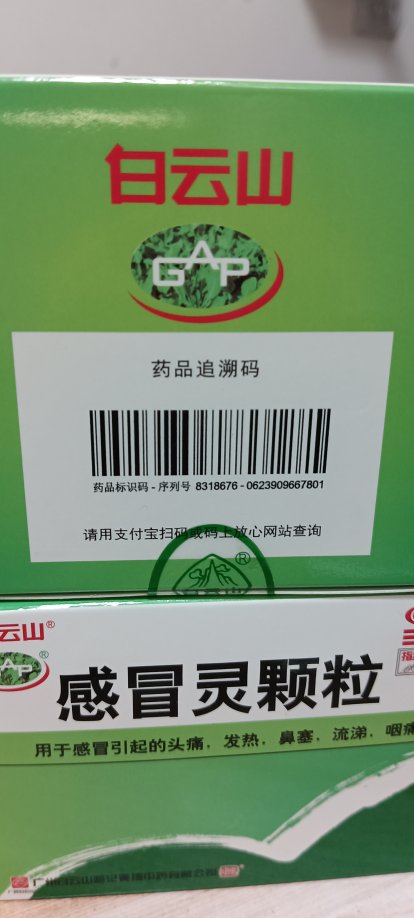 白云山
GAP
药品追溯码
药品标识码 - 序列号 8318676 - 0623909667801
请用支付宝扫码或码上放心网站查询
®
云山®
GAP®
感冒灵颗粒
用于感冒引起的头痛，发热，鼻塞，流涕，咽痛